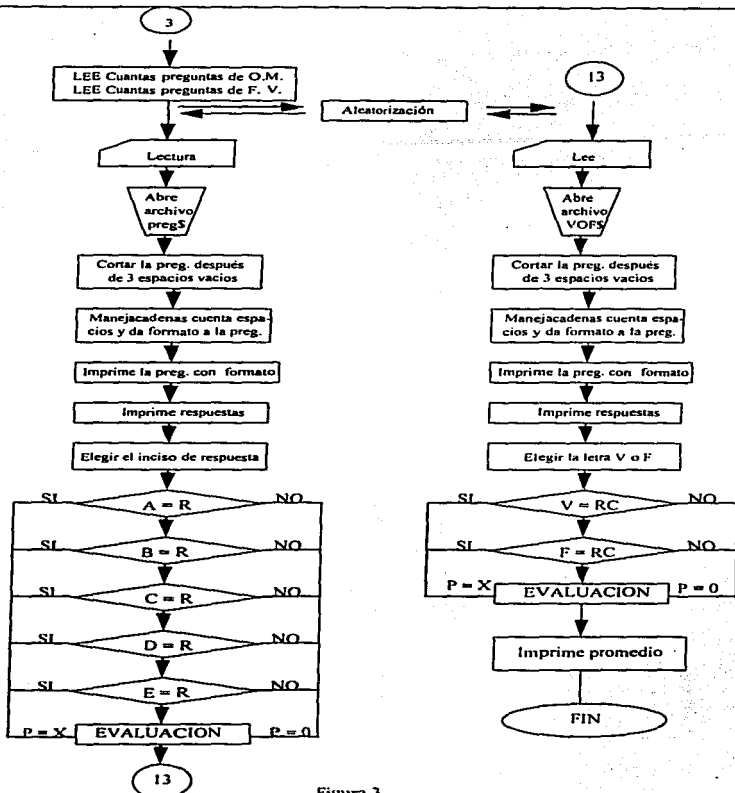 3
LEE Cuantas preguntas de O.M.
LEE Cuantas preguntas de F. V.
Aleatorización
Lectura
Abre
archivo
preg$
Cortar la preg. después
de 3 espacios vacios
Manejacadenas cuenta espa-
cios y da formato a la preg.
Imprime la preg. con formato
Imprime respuestas
Elegir el inciso de respuesta
SI A = R NO
SI B = R NO
SI C = R NO
SI D = R NO
SI E = R NO
P = X EVALUACION P = 0
13
13
Lee
Abre
archivo
VOF$
Cortar la preg. después
de 3 espacios vacios
Manejacadenas cuenta espa-
cios y da formato a la preg.
Imprime la preg. con formato
Imprime respuestas
Elegir la letra V o F
SI V = RC NO
SI F = RC NO
P = X EVALUACION P = 0
Imprime promedio
FIN
Figura 3